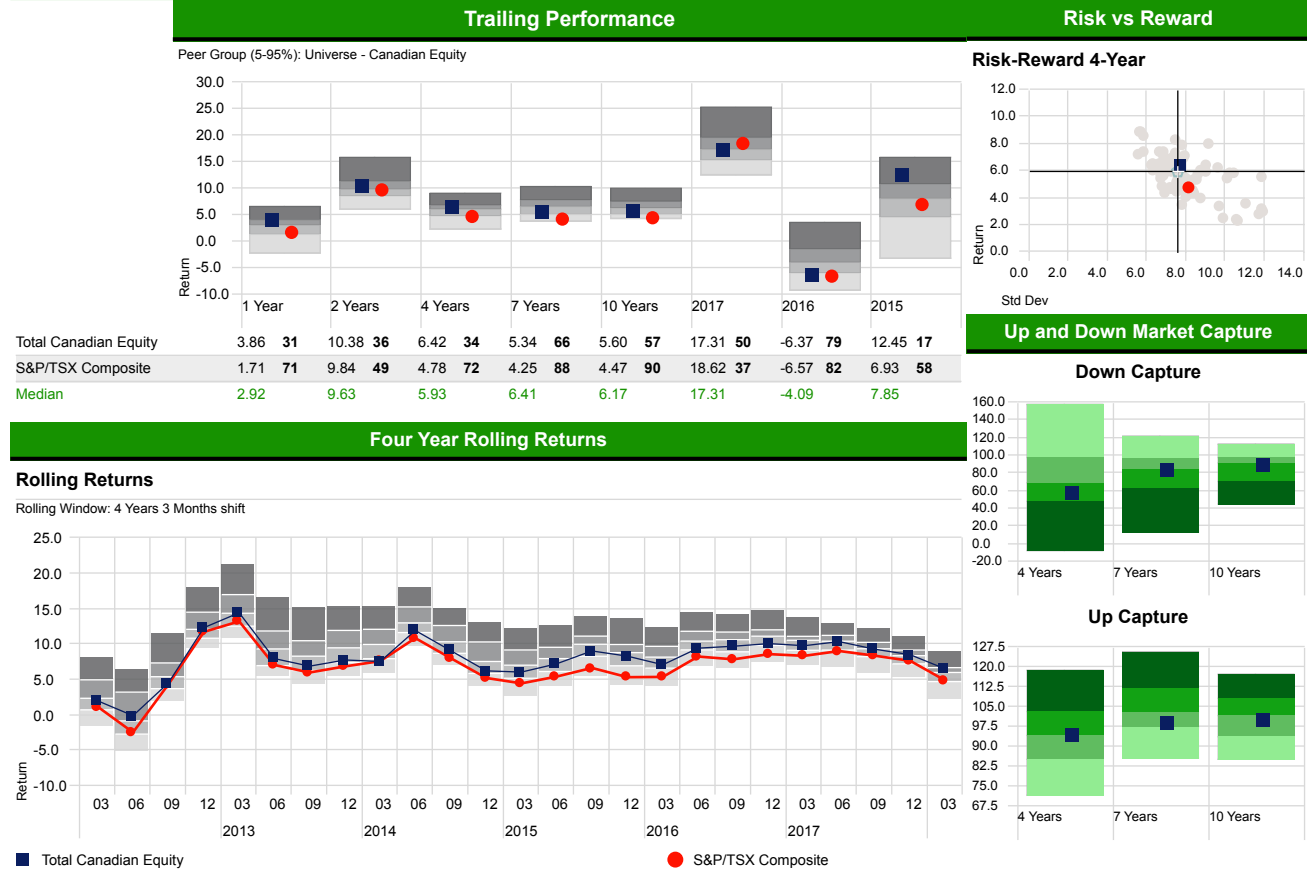 Trailing Performance
Peer Group (5-95%): Universe - Canadian Equity
30.0
25.0
20.0
15.0
10.0
5.0
0.0
-5.0
-10.0
Return
1 Year 2 Years 4 Years 7 Years 10 Years 2017 2016 2015
Total Canadian Equity 3.86 31 10.38 36 6.42 34 5.34 66 5.60 57 17.31 50 -6.37 79 12.45 17
S&P/TSX Composite 1.71 71 9.84 49 4.78 72 4.25 88 4.47 90 18.62 37 -6.57 82 6.93 58
Median 2.92 9.63 5.93 6.41 6.17 17.31 -4.09 7.85
Risk vs Reward
Risk-Reward 4-Year
12.0
10.0
8.0
6.0
4.0
2.0
0.0
Return
0.0 2.0 4.0 6.0 8.0 10.0 12.0 14.0
Std Dev
Up and Down Market Capture
Down Capture
160.0
140.0
120.0
100.0
80.0
60.0
40.0
20.0
0.0
-20.0
4 Years 7 Years 10 Years
Up Capture
127.5
120.0
112.5
105.0
97.5
90.0
82.5
75.0
67.5
4 Years 7 Years 10 Years
Four Year Rolling Returns
Rolling Returns
Rolling Window: 4 Years 3 Months shift
25.0
20.0
15.0
10.0
5.0
0.0
-5.0
-10.0
Return
03 06 09 12 03 06 09 12 03 06 09 12 03 06 09 12 03 06 09 12 03 06 09 12 03
2013 2014 2015 2016 2017
Total Canadian Equity S&P/TSX Composite